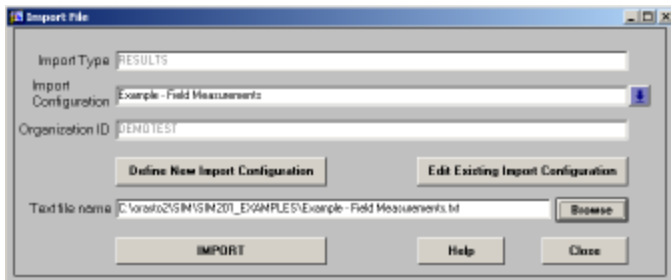 Import File
Import Type RESULTS
Import Configuration Example - Field Measurements
Organization ID DEMOTEST
Define New Import Configuration Edit Existing Import Configuration
Text file name C:\orasto2\SIM\SIM201_EXAMPLES\Example - Field Measurements.txt Browse
IMPORT Help Close